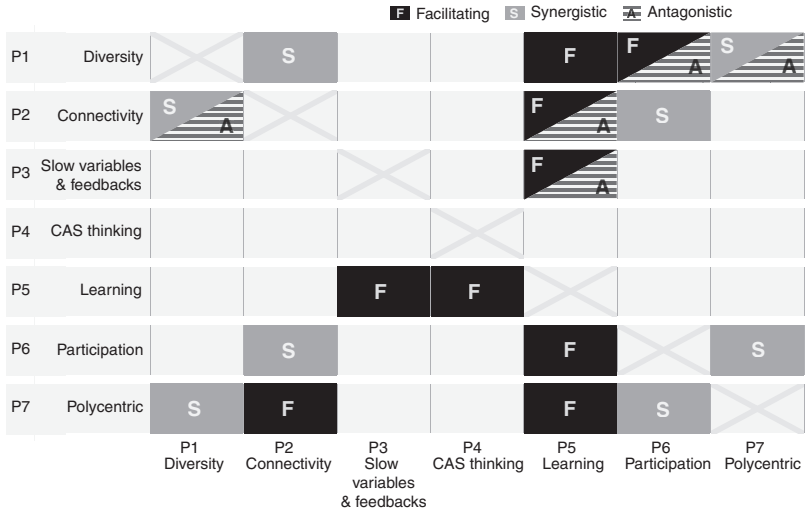 F Facilitating S Synergistic A Antagonistic
P1 Diversity S F F A S A
P2 Connectivity S A F A S
P3 Slow variables
& feedbacks F A
P4 CAS thinking
P5 Learning F F
P6 Participation S F S
P7 Polycentric S F F S
P1 P2 P3 P4 P5 P6 P7
Diversity Connectivity Slow CAS thinking Learning Participation Polycentric
variables
& feedbacks